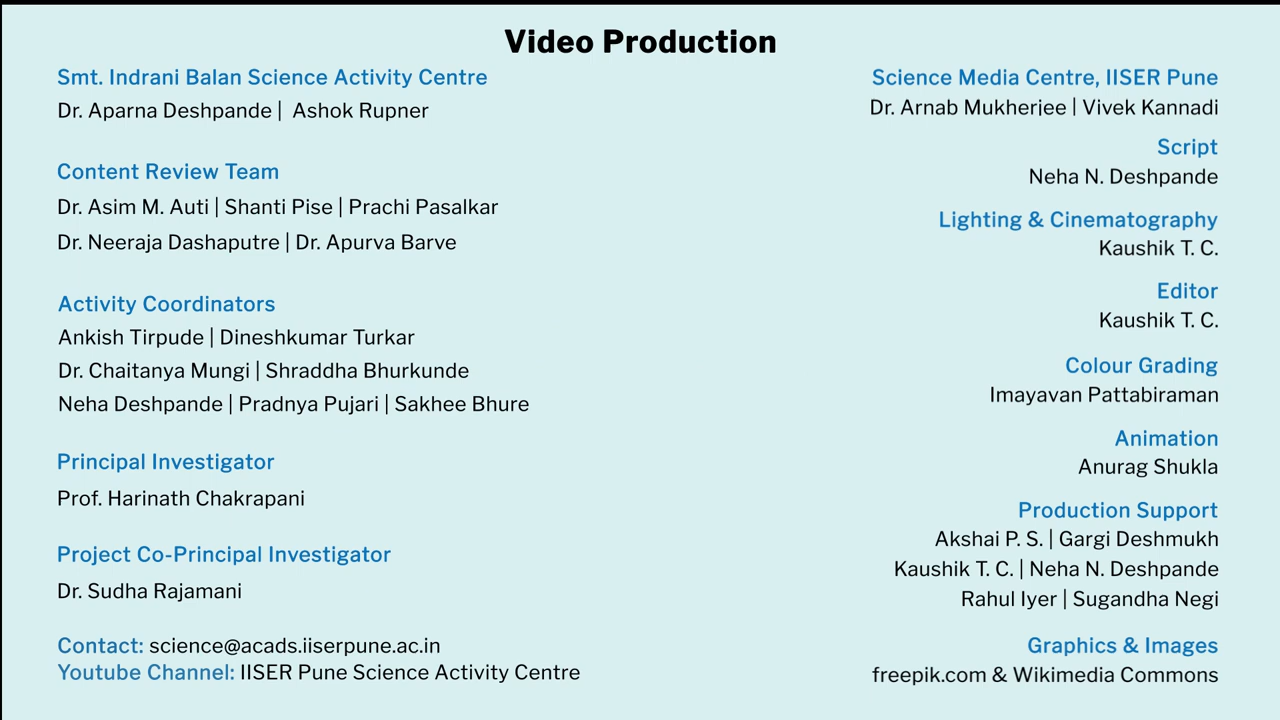 Video Production
Smt. Indrani Balan Science Activity Centre
Dr. Aparna Deshpande | Ashok Rupner
Content Review Team
Dr. Asim M. Auti | Shanti Pise | Prachi Pasalkar
Dr. Neeraja Dashaputre | Dr. Apurva Barve
Activity Coordinators
Ankish Tirpude | Dineshkumar Turkar
Dr. Chaitanya Mungi | Shraddha Bhurkunde
Neha Deshpande | Pradnya Pujari | Sakhee Bhure
Principal Investigator
Prof. Harinath Chakrapani
Project Co-Principal Investigator
Dr. Sudha Rajamani
Contact: science@acads.iiserpune.ac.in
Youtube Channel: IISER Pune Science Activity Centre
Science Media Centre, IISER Pune
Dr. Arnab Mukherjee | Vivek Kannadi
Script
Neha N. Deshpande
Lighting & Cinematography
Kaushik T. C.
Editor
Kaushik T. C.
Colour Grading
Imayavan Pattabiraman
Animation
Anurag Shukla
Production Support
Akshai P. S. | Gargi Deshmukh
Kaushik T. C. | Neha N. Deshpande
Rahul Iyer | Sugandha Negi
Graphics & Images
freepik.com & Wikimedia Commons